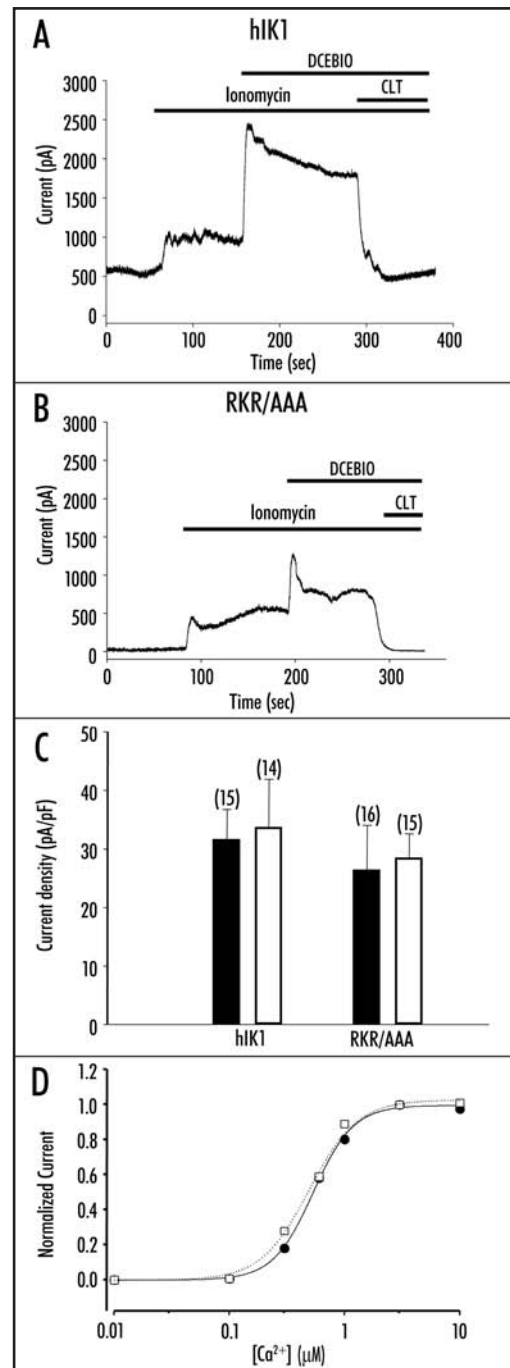 A
hIK1
DCEBIO
CLT
Ionomycin
3000
2500
2000
1500
1000
500
0
Current (pA)
0 100 200 300 400
Time (sec)
B
RKR/AAA
DCEBIO
CLT
Ionomycin
3000
2500
2000
1500
1000
500
0
Current (pA)
0 100 200 300
Time (sec)
C
50
40
30
20
10
0
Current density (pA/pF)
(15) (14) (16) (15)
hIK1 RKR/AAA
D
1.2
1.0
0.8
0.6
0.4
0.2
0.0
Normalized Current
0.01 0.1 1 10
[Ca²⁺] (μM)